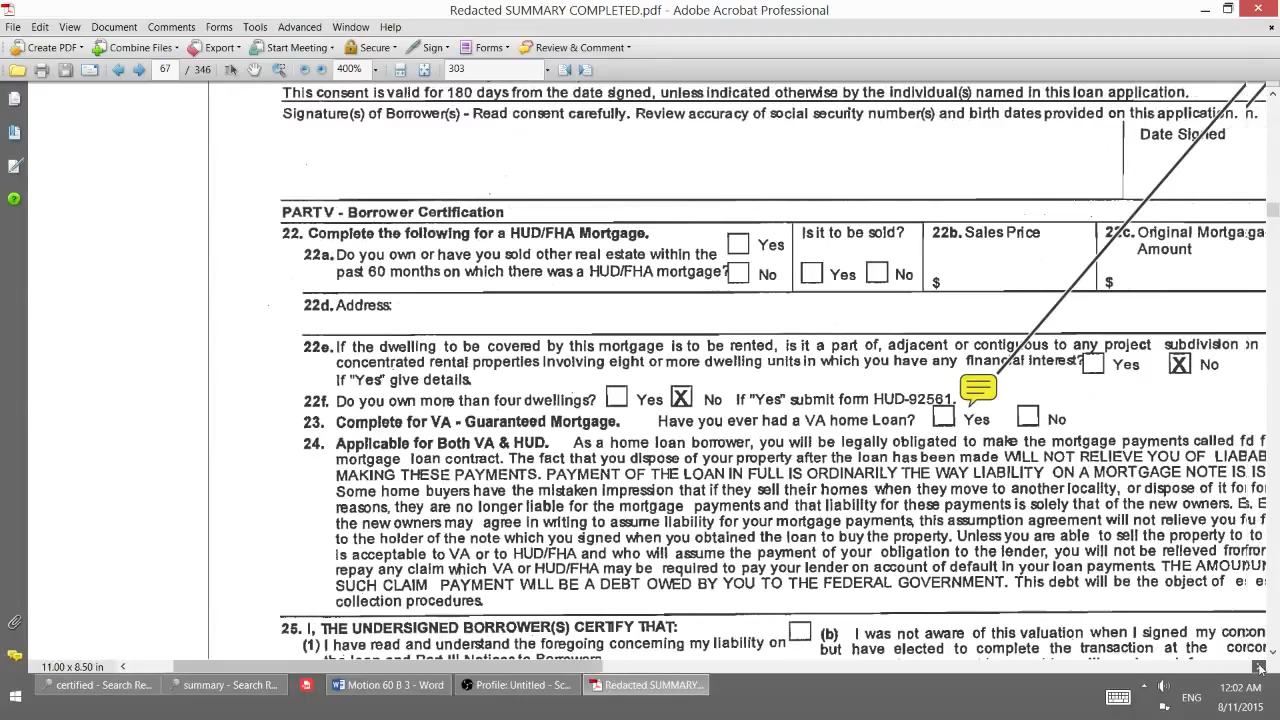 Redacted SUMMARY COMPLETED.pdf - Adobe Acrobat Professional
File Edit View Document Comments Forms Tools Advanced Window Help
Create PDF Combine Files Export Start Meeting Secure Sign Forms Review & Comment
67 / 346 400% 303
This consent is valid for 180 days from the date signed, unless indicated otherwise by the individual(s) named in this loan application.
Signature(s) of Borrower(s) - Read consent carefully. Review accuracy of social security number(s) and birth dates provided on this application. n.
Date Signed
PART V - Borrower Certification
22. Complete the following for a HUD/FHA Mortgage.
22a. Do you own or have you sold other real estate within the
past 60 months on which there was a HUD/FHA mortgage?
Yes
No
Is it to be sold?
Yes No
22b. Sales Price
$
22c. Original Mortgage
Amount
$
22d. Address:
22e. If the dwelling to be covered by this mortgage is to be rented, is it a part of, adjacent or contiguous to any project subdivision
concentrated rental properties involving eight or more dwelling units in which you have any financial interest? Yes X No
If "Yes" give details.
22f. Do you own more than four dwellings? Yes X No If "Yes" submit form HUD-92561.
23. Complete for VA - Guaranteed Mortgage. Have you ever had a VA home Loan? Yes No
24. Applicable for Both VA & HUD. As a home loan borrower, you will be legally obligated to make the mortgage payments called
mortgage loan contract. The fact that you dispose of your property after the loan has been made WILL NOT RELIEVE YOU OF
MAKING THESE PAYMENTS. PAYMENT OF THE LOAN IN FULL IS ORDINARILY THE WAY LIABILITY ON A MORTGAGE NOTE IS
Some home buyers have the mistaken impression that if they sell their homes when they move to another locality, or dispose of it
reasons, they are no longer liable for the mortgage payments and that liability for these payments is solely that of the new owners.
the new owners may agree in writing to assume liability for your mortgage payments, this assumption agreement will not relieve you
to the holder of the note which you signed when you obtained the loan to buy the property. Unless you are able to sell the property to
is acceptable to VA or to HUD/FHA and who will assume the payment of your obligation to the lender, you will not be relieved
repay any claim which VA or HUD/FHA may be required to pay your lender on account of default in your loan payments. THE
SUCH CLAIM PAYMENT WILL BE A DEBT OWED BY YOU TO THE FEDERAL GOVERNMENT. This debt will be the object of
collection procedures.
25. I, THE UNDERSIGNED BORROWER(S) CERTIFY THAT:
(1) I have read and understand the foregoing concerning my liability on
(b) I was not aware of this valuation when I signed my
but have elected to complete the transaction at the
11.00 x 8.50 in
certified - Search Re... summary - Search R... Motion 60 B 3 - Word Profile: Untitled - Sc... Redacted SUMMARY...
ENG
12:02 AM
8/11/2015